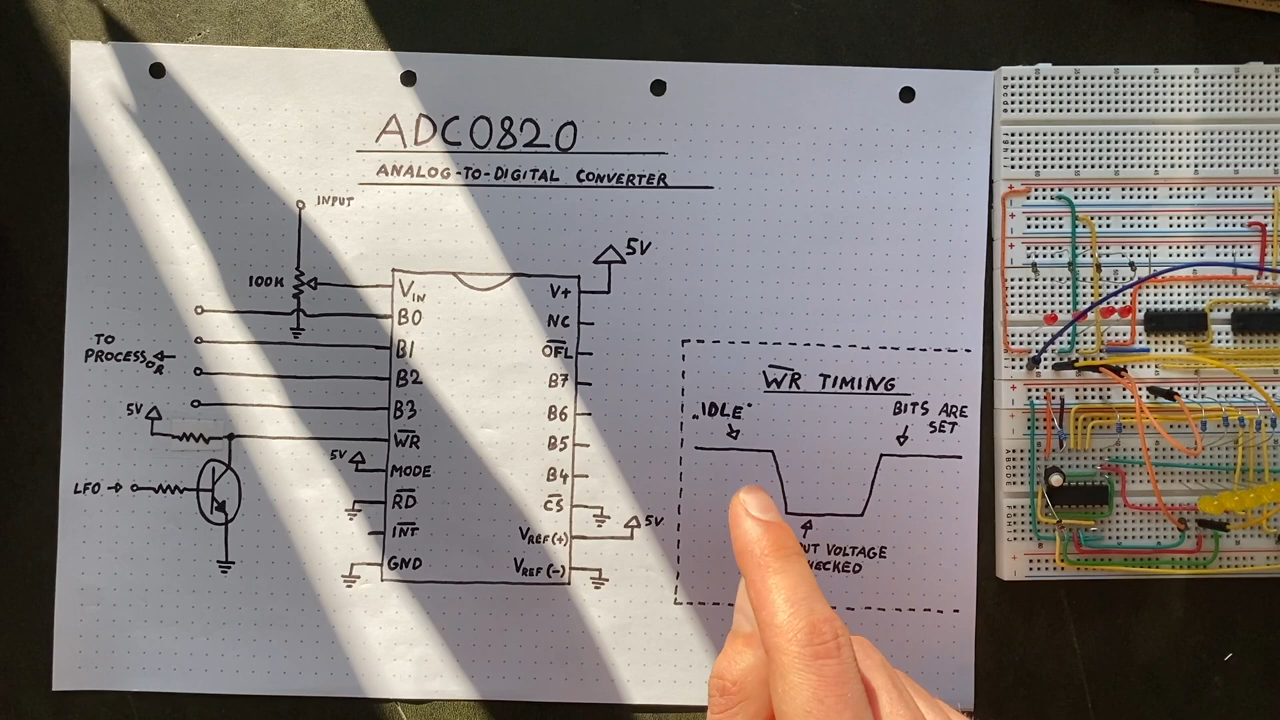 ADC0820
ANALOG-TO-DIGITAL CONVERTER
INPUT
5V
100K
VIN
V+
B0
NC
TO
PROCESSOR
B1
OFL
B2
B7
WR TIMING
"IDLE"
BITS ARE
SET
5V
B3
B6
WR
B5
5V
MODE
B4
LFO
RD
CS
INT
VREF(+)
5V
GND
VREF(-)
UT VOLTAGE
ECKED